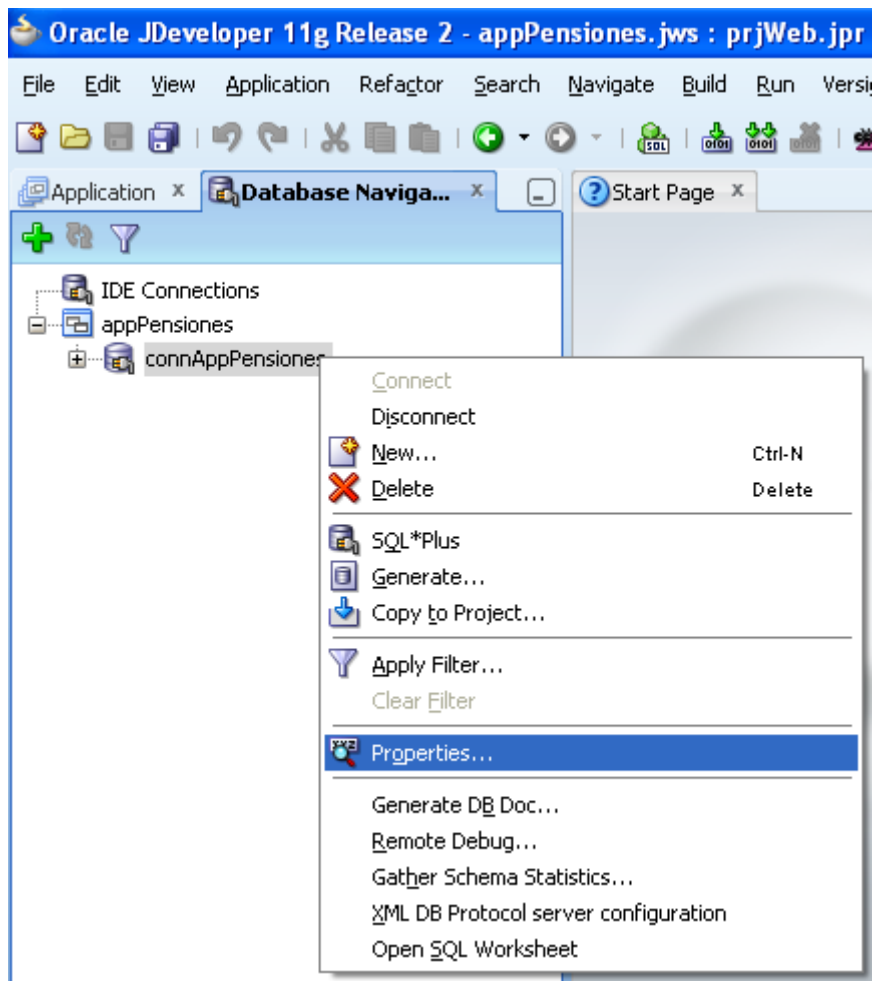 Oracle JDeveloper 11g Release 2 - appPensiones.jws : prjWeb.jpr
File Edit View Application Refactor Search Navigate Build Run Versi
Application x Database Naviga... x Start Page x
IDE Connections
appPensiones
connAppPensiones
Connect
Disconnect
New... Ctrl-N
Delete Delete
SQL*Plus
Generate...
Copy to Project...
Apply Filter...
Clear Filter
Properties...
Generate DB Doc...
Remote Debug...
Gather Schema Statistics...
XML DB Protocol server configuration
Open SQL Worksheet